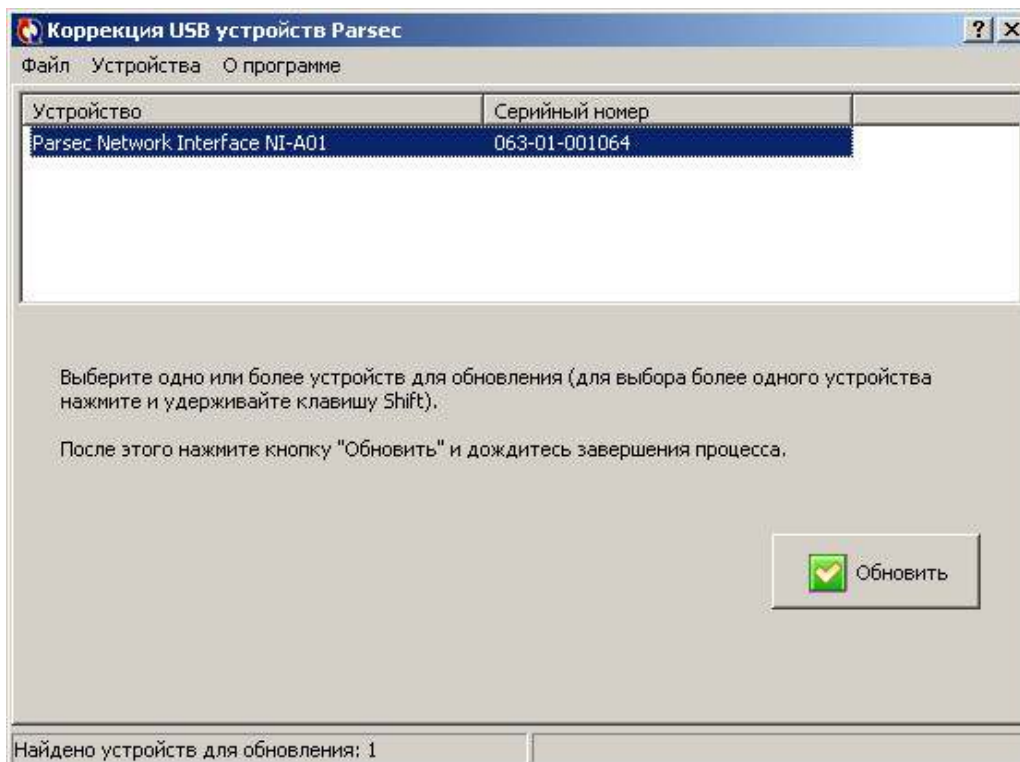 Коррекция USB устройств Parsec
Файл Устройства О программе
Устройство Серийный номер
Parsec Network Interface NI-A01 063-01-001064
Выберите одно или более устройств для обновления (для выбора более одного устройства
нажмите и удерживайте клавишу Shift).
После этого нажмите кнопку "Обновить" и дождитесь завершения процесса.
Обновить
Найдено устройств для обновления: 1